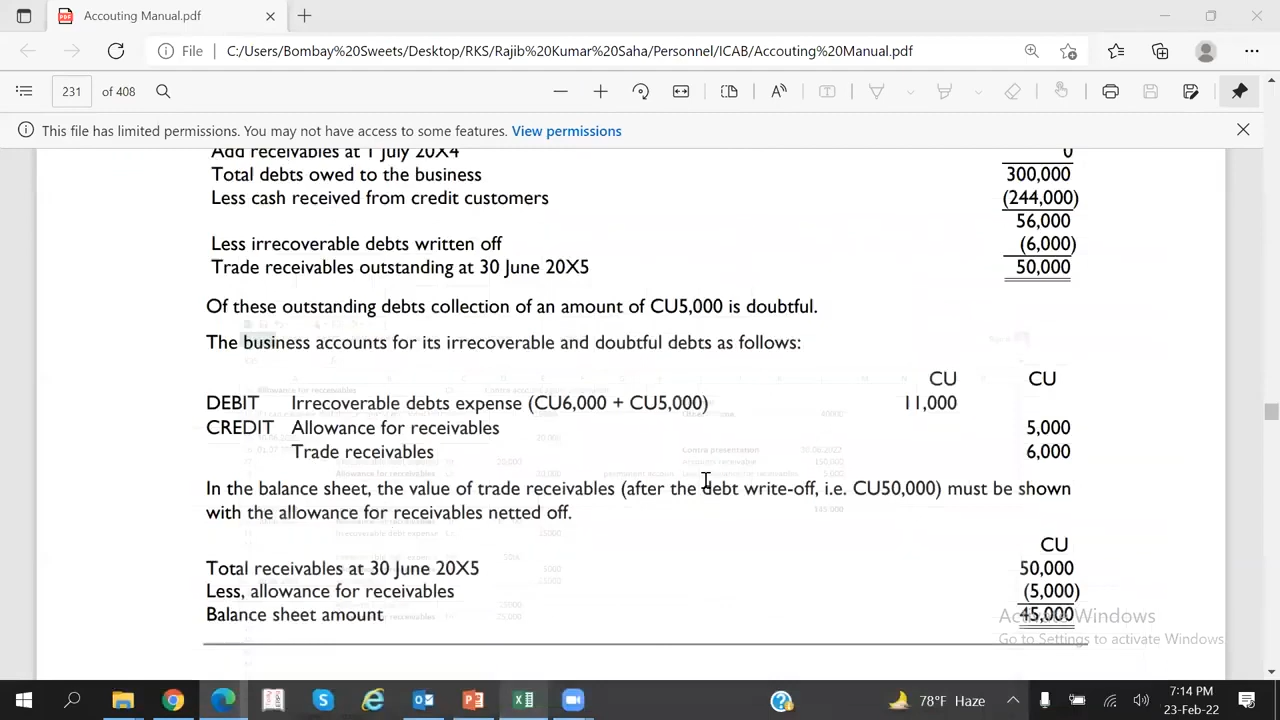 Accouting Manual.pdf
File C:/Users/Bombay%20Sweets/Desktop/RKS/Rajib%20Kumar%20Saha/Personnel/ICAB/Accouting%20Manual.pdf
231 of 408
This file has limited permissions. You may not have access to some features. View permissions
Add receivables at 1 July 20X4 0
Total debts owed to the business 300,000
Less cash received from credit customers (244,000)
56,000
Less irrecoverable debts written off (6,000)
Trade receivables outstanding at 30 June 20X5 50,000
Of these outstanding debts collection of an amount of CU5,000 is doubtful.
The business accounts for its irrecoverable and doubtful debts as follows:
CU CU
DEBIT Irrecoverable debts expense (CU6,000 + CU5,000) 11,000
CREDIT Allowance for receivables 5,000
Trade receivables 6,000
In the balance sheet, the value of trade receivables (after the debt write-off, i.e. CU50,000) must be shown
with the allowance for receivables netted off.
CU
Total receivables at 30 June 20X5 50,000
Less, allowance for receivables (5,000)
Balance sheet amount 45,000
Activate Windows
Go to Settings to activate Windows
78°F Haze
7:14 PM
23-Feb-22